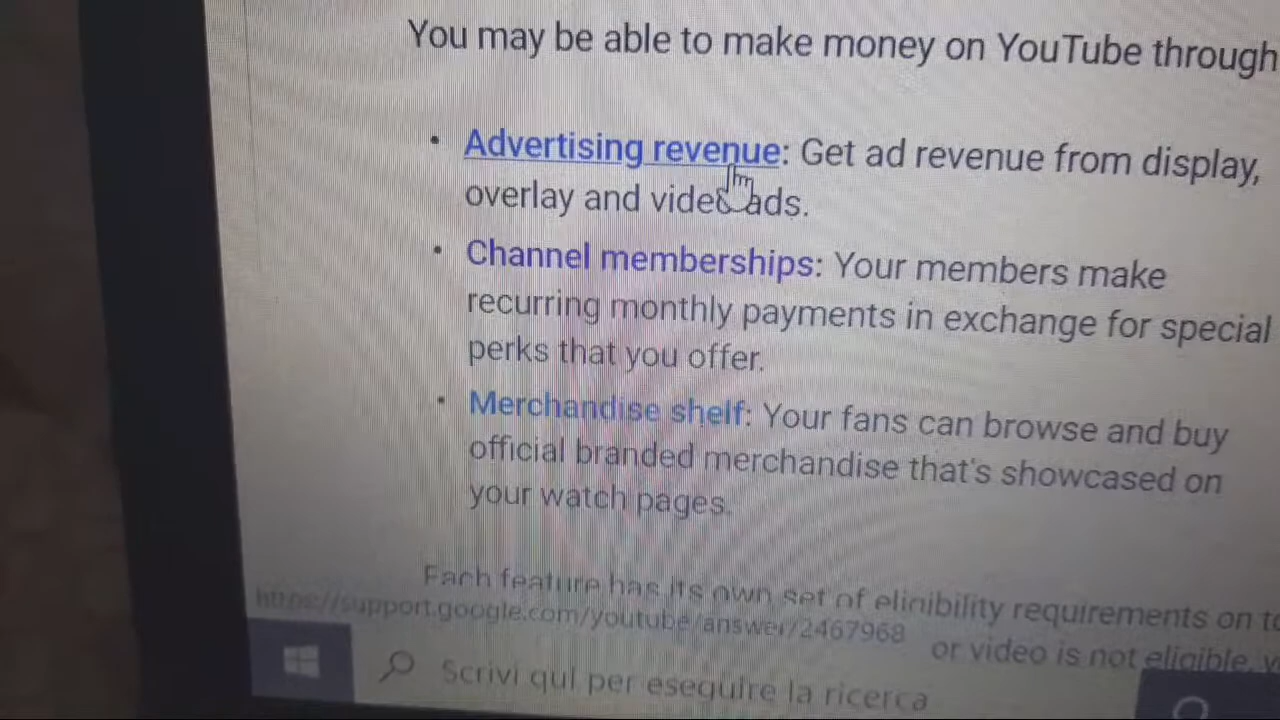 You may be able to make money on YouTube through
• Advertising revenue: Get ad revenue from display,
overlay and video ads.
• Channel memberships: Your members make
recurring monthly payments in exchange for special
perks that you offer.
• Merchandise shelf: Your fans can browse and buy
official branded merchandise that's showcased on
your watch pages.
Each feature has its own set of eligibility requirements on
https://support.google.com/youtube/answer/2467968
or video is not eligible,
Scrivi qui per eseguire la ricerca